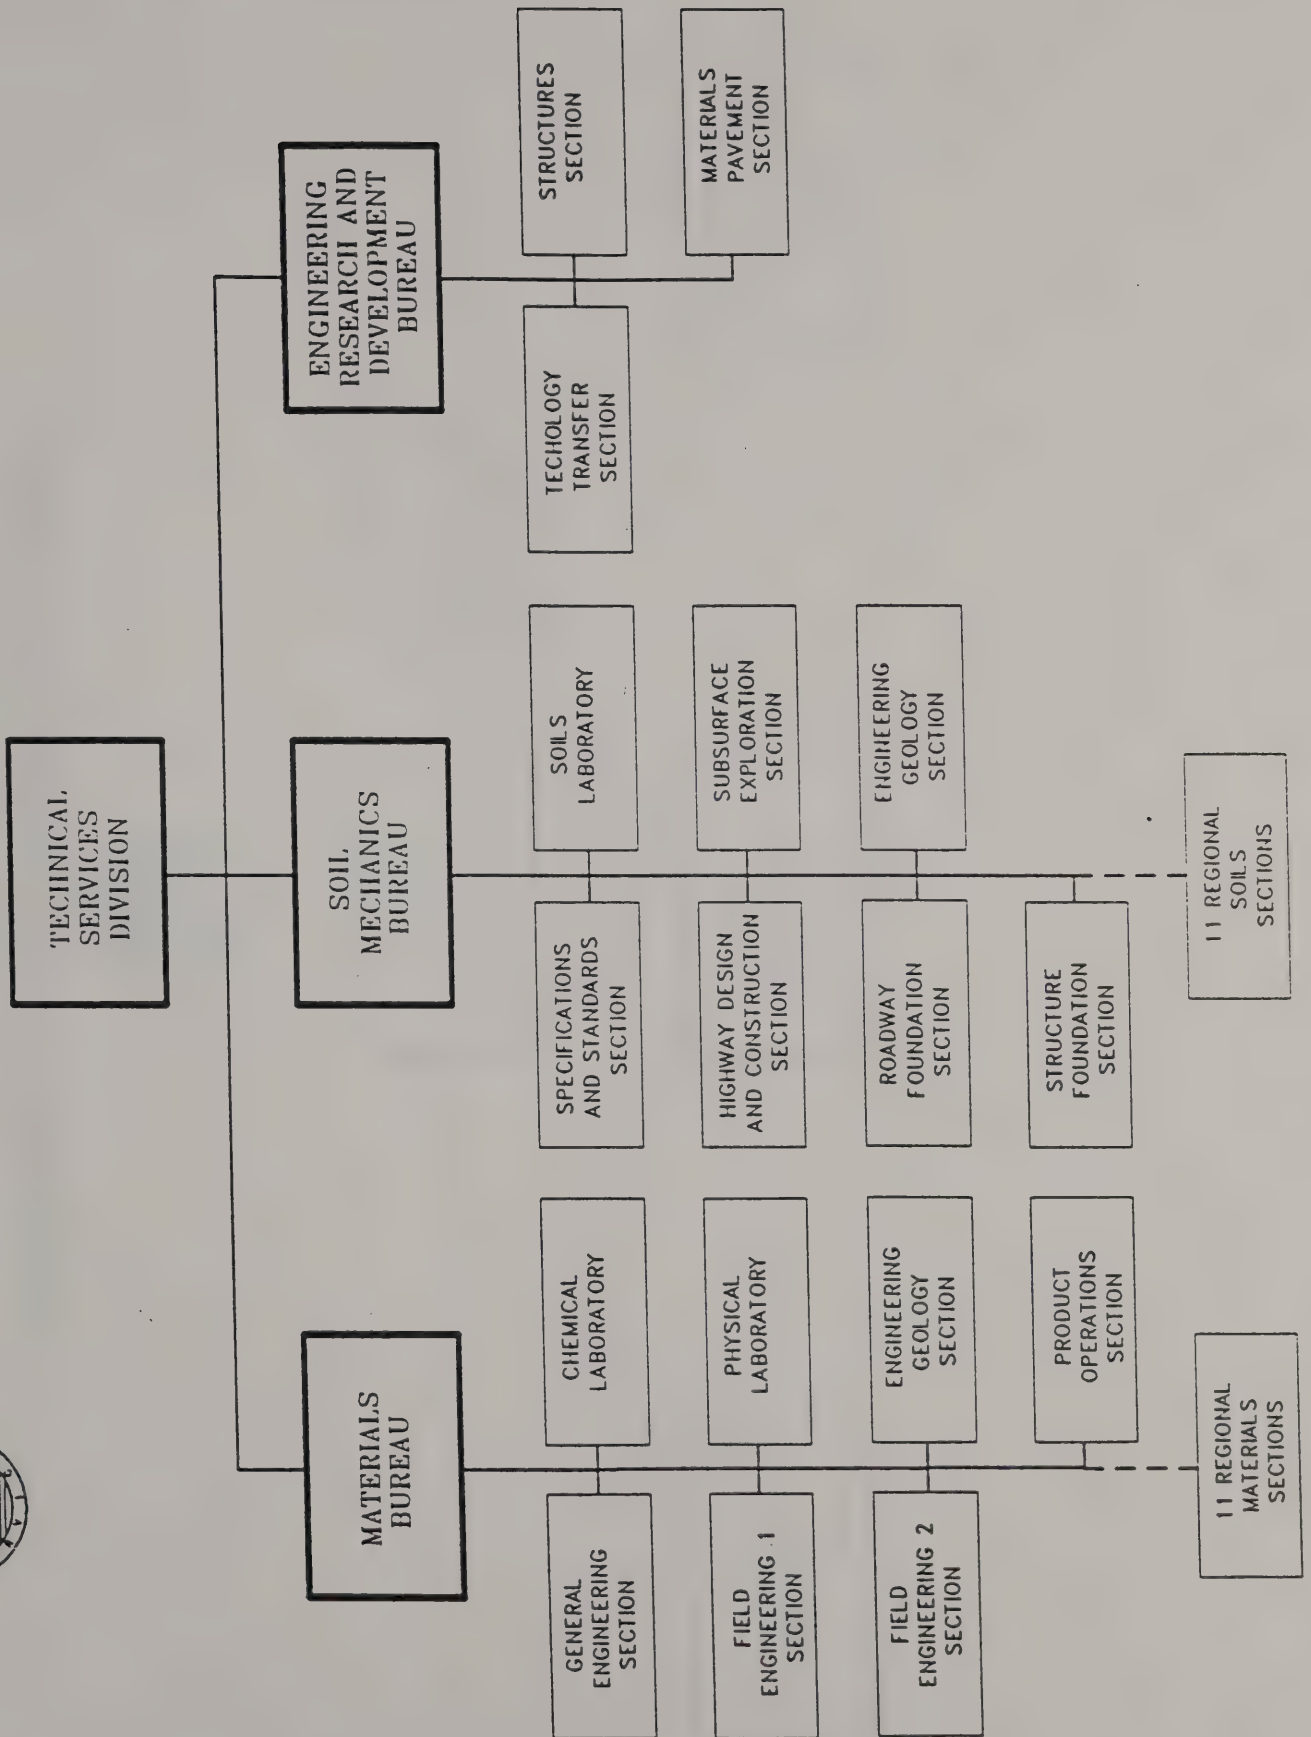 TECHNICAL
SERVICES
DIVISION
MATERIALS
BUREAU
SOIL
MECHANICS
BUREAU
ENGINEERING
RESEARCH AND
DEVELOPMENT
BUREAU
GENERAL
ENGINEERING
SECTION
CHEMICAL
LABORATORY
FIELD
ENGINEERING 1
SECTION
PHYSICAL
LABORATORY
FIELD
ENGINEERING 2
SECTION
ENGINEERING
GEOLOGY
SECTION
PRODUCT
OPERATIONS
SECTION
11 REGIONAL
MATERIALS
SECTIONS
SPECIFICATIONS
AND STANDARDS
SECTION
SOILS
LABORATORY
HIGHWAY DESIGN
AND CONSTRUCTION
SECTION
SUBSURFACE
EXPLORATION
SECTION
ROADWAY
FOUNDATION
SECTION
ENGINEERING
GEOLOGY
SECTION
STRUCTURE
FOUNDATION
SECTION
11 REGIONAL
SOILS
SECTIONS
TECHOLOGY
TRANSFER
SECTION
STRUCTURES
SECTION
MATERIALS
PAVEMENT
SECTION